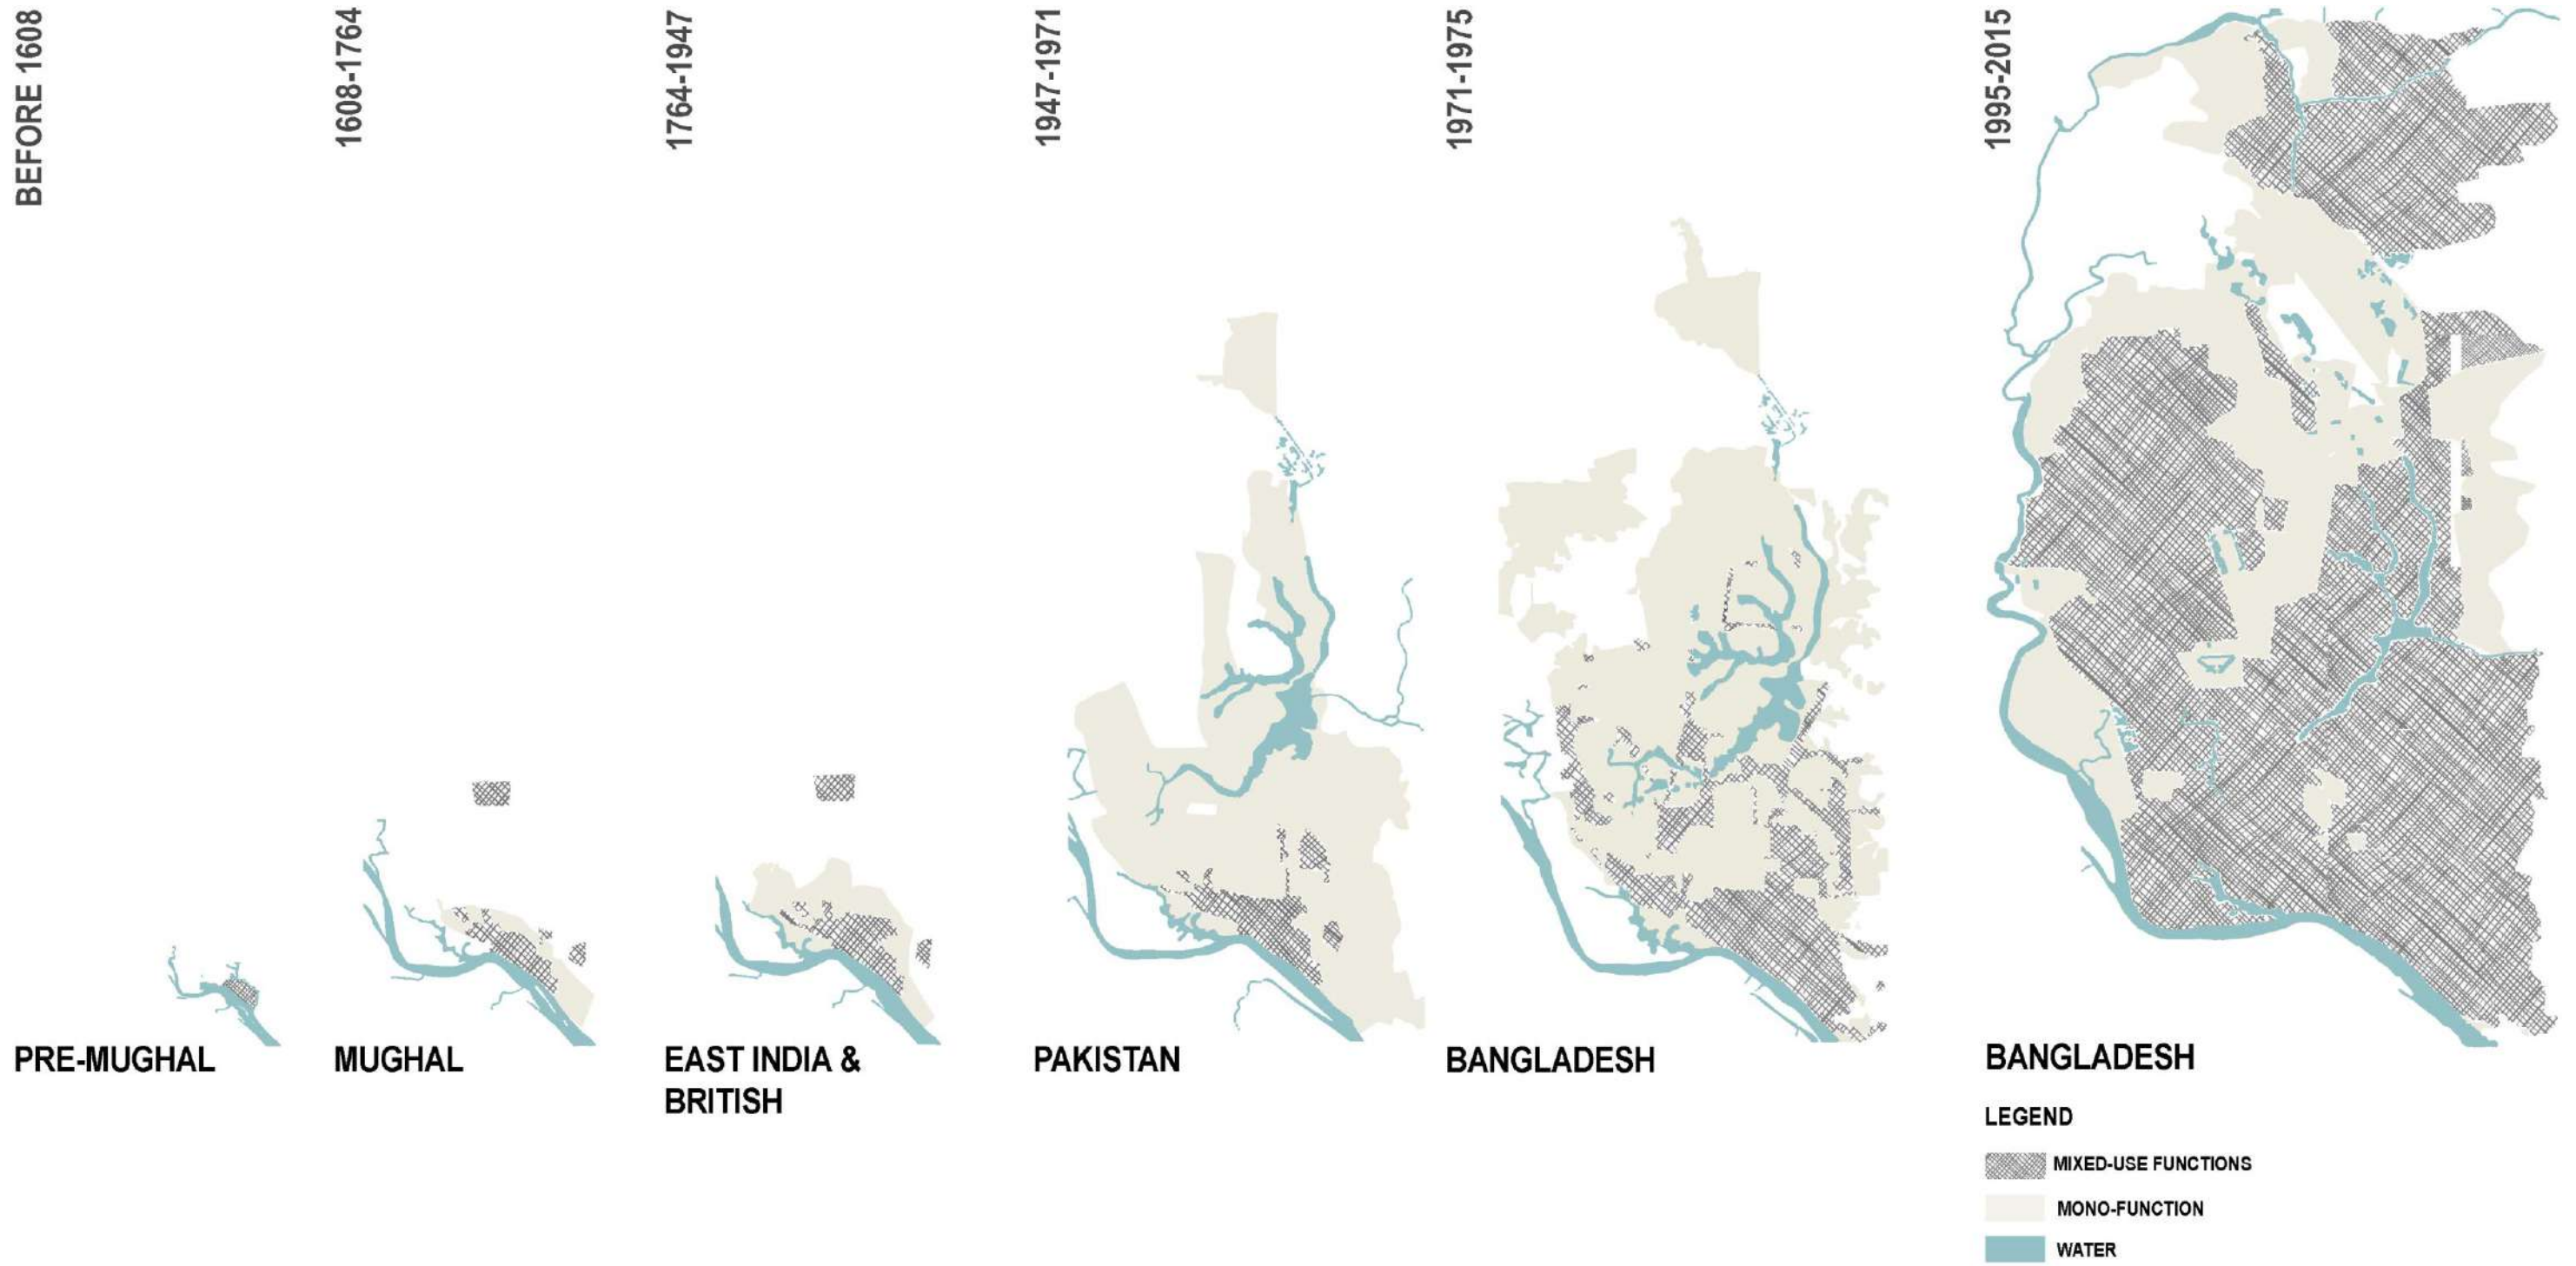 BEFORE 1608
1608-1764
1764-1947
1947-1971
1971-1975
1995-2015
PRE-MUGHAL
MUGHAL
EAST INDIA &
BRITISH
PAKISTAN
BANGLADESH
BANGLADESH
LEGEND
MIXED-USE FUNCTIONS
MONO-FUNCTION
WATER